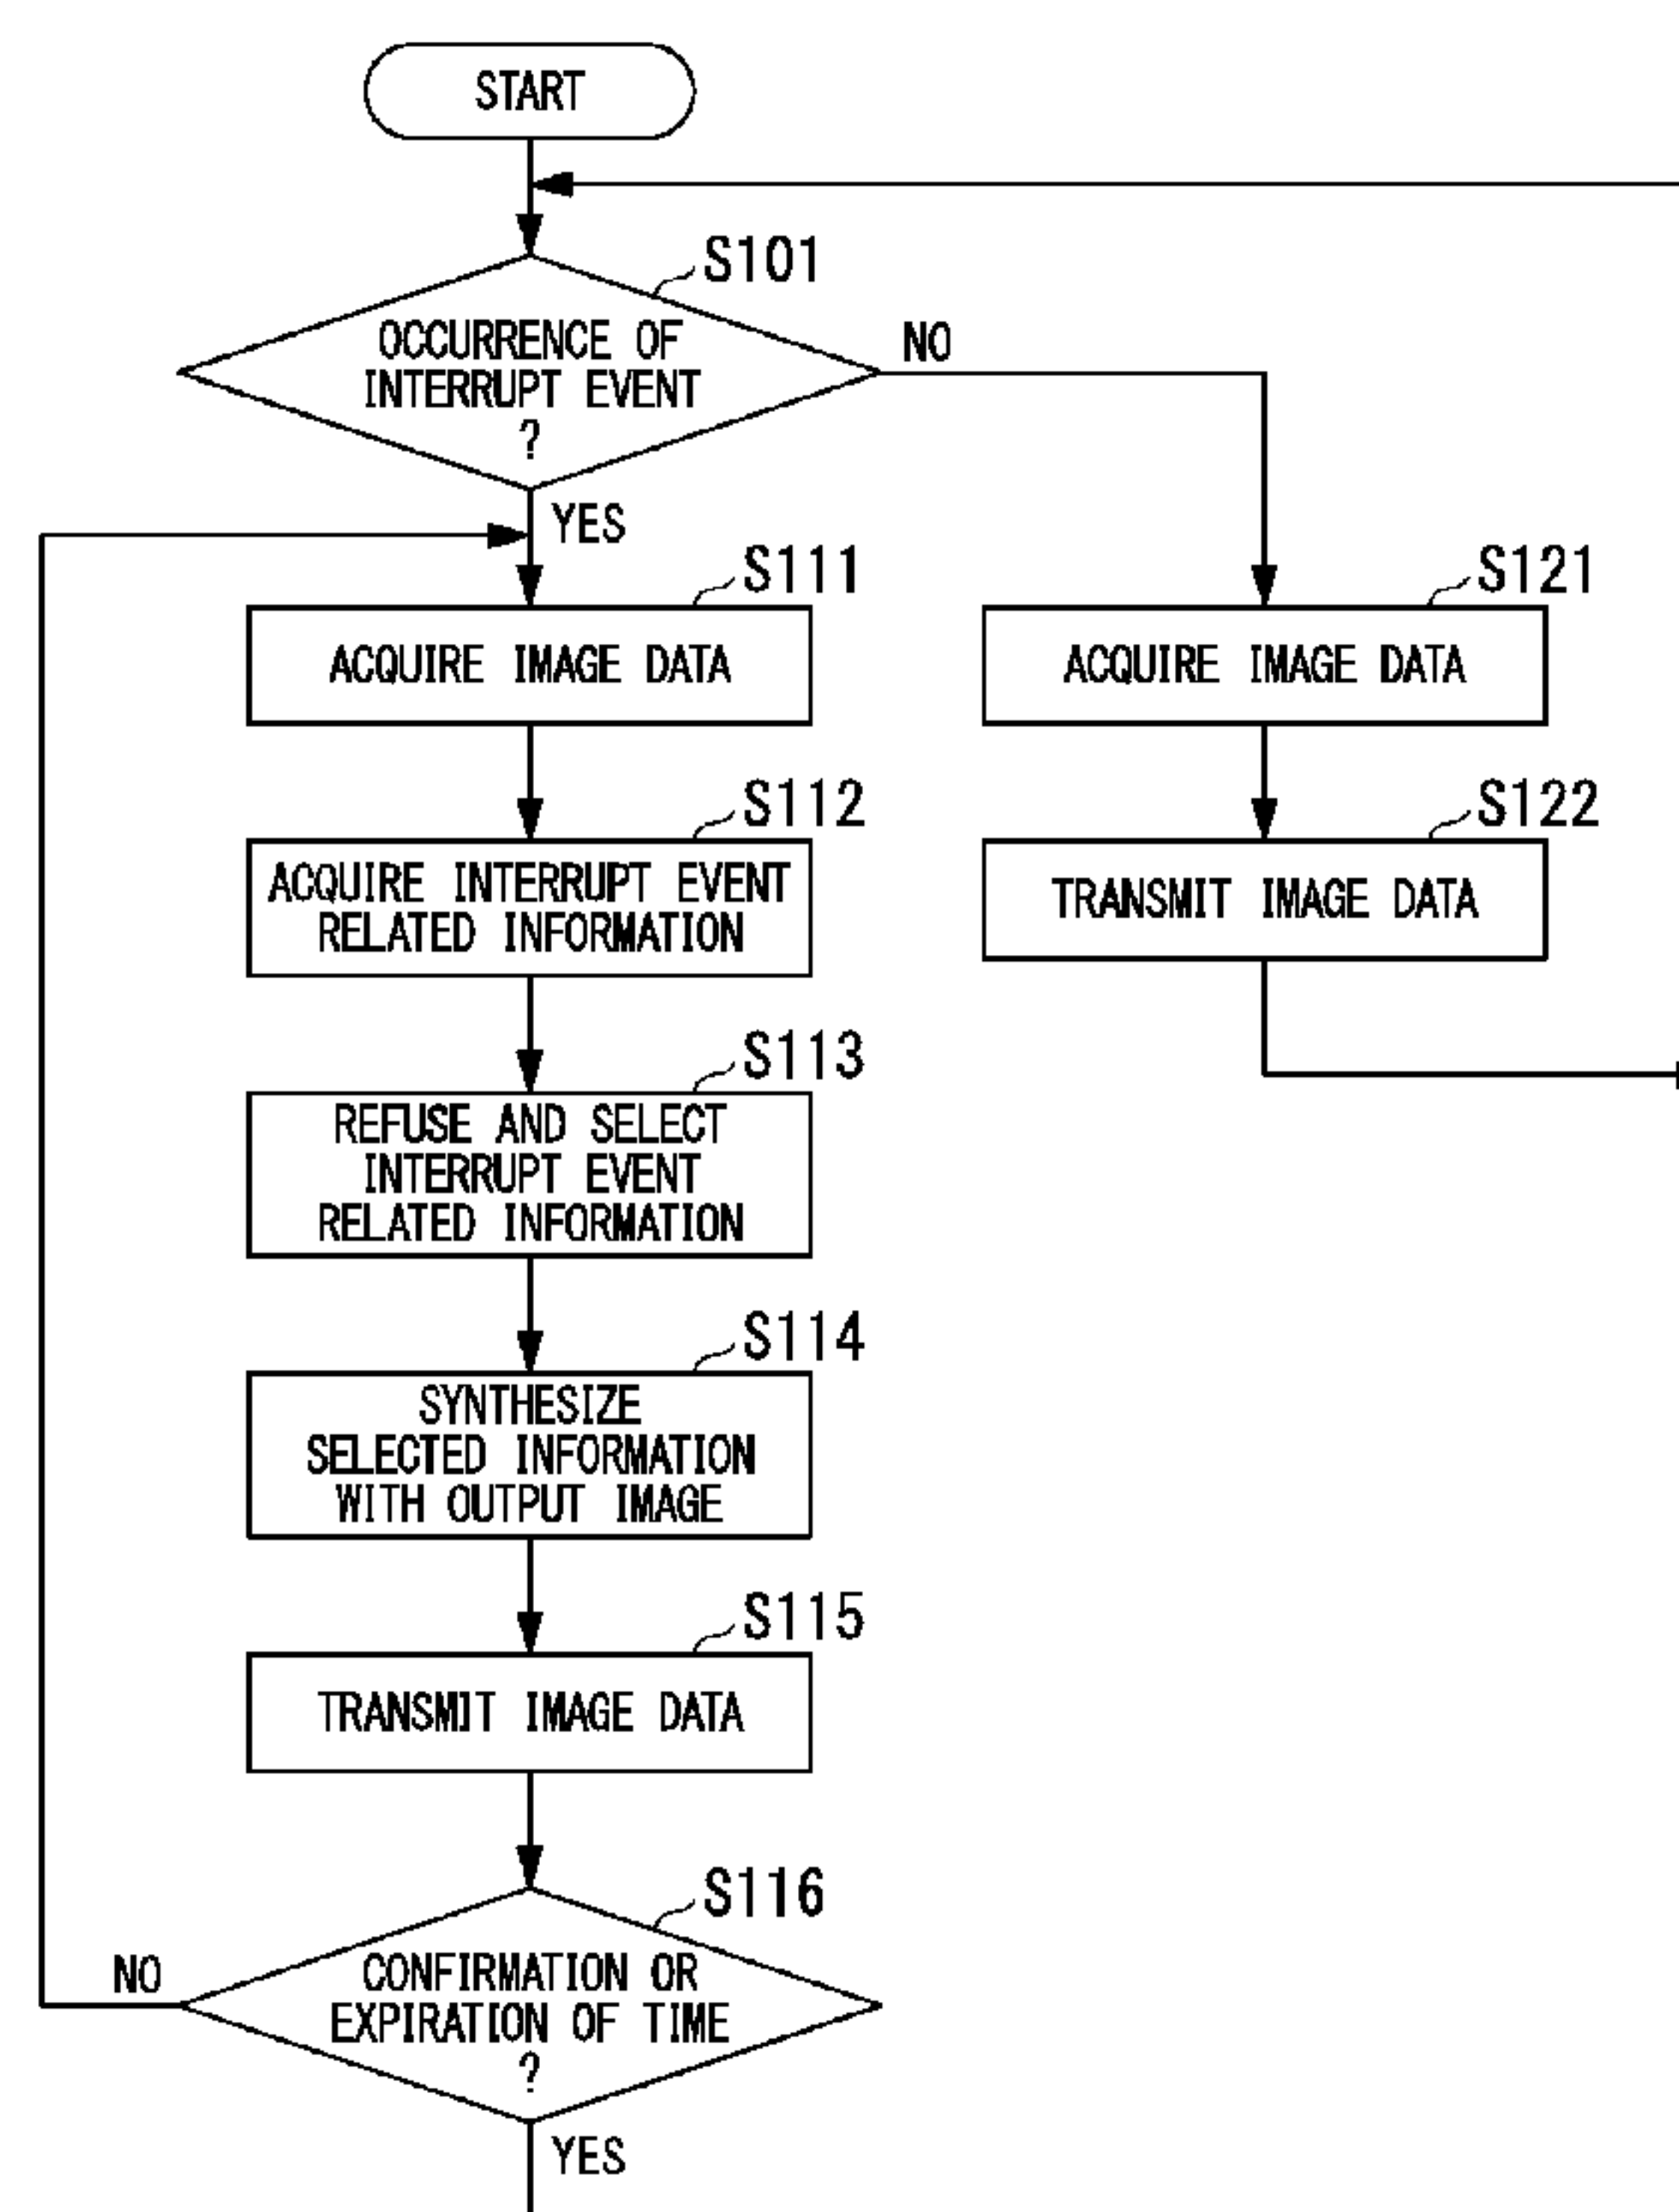 START
S101
OCCURRENCE OF
INTERRUPT EVENT
?
NO
YES
S111
ACQUIRE IMAGE DATA
S121
ACQUIRE IMAGE DATA
S112
ACQUIRE INTERRUPT EVENT
RELATED INFORMATION
S122
TRANSMIT IMAGE DATA
S113
REFUSE AND SELECT
INTERRUPT EVENT
RELATED INFORMATION
S114
SYNTHESIZE
SELECTED INFORMATION
WITH OUTPUT IMAGE
S115
TRANSMIT IMAGE DATA
S116
NO
CONFIRMATION OR
EXPIRATION OF TIME
?
YES